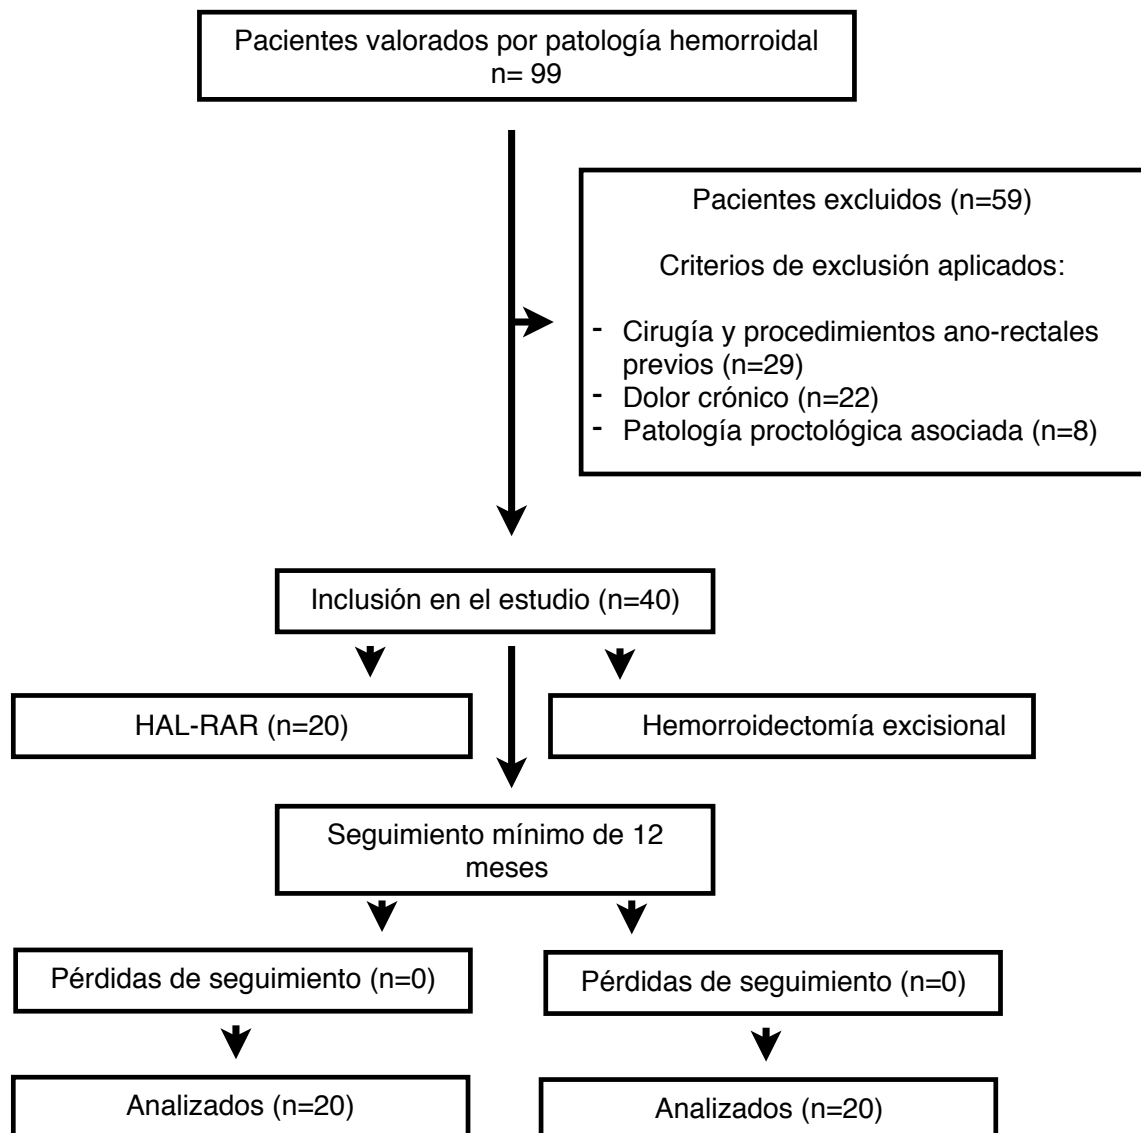 Pacientes valorados por patología hemorroidal
n= 99
Pacientes excluidos (n=59)
Criterios de exclusión aplicados:
- Cirugía y procedimientos ano-rectales
previos (n=29)
- Dolor crónico (n=22)
- Patología proctológica asociada (n=8)
Inclusión en el estudio (n=40)
HAL-RAR (n=20)
Hemorroidectomía excisional
Seguimiento mínimo de 12
meses
Pérdidas de seguimiento (n=0)
Pérdidas de seguimiento (n=0)
Analizados (n=20)
Analizados (n=20)